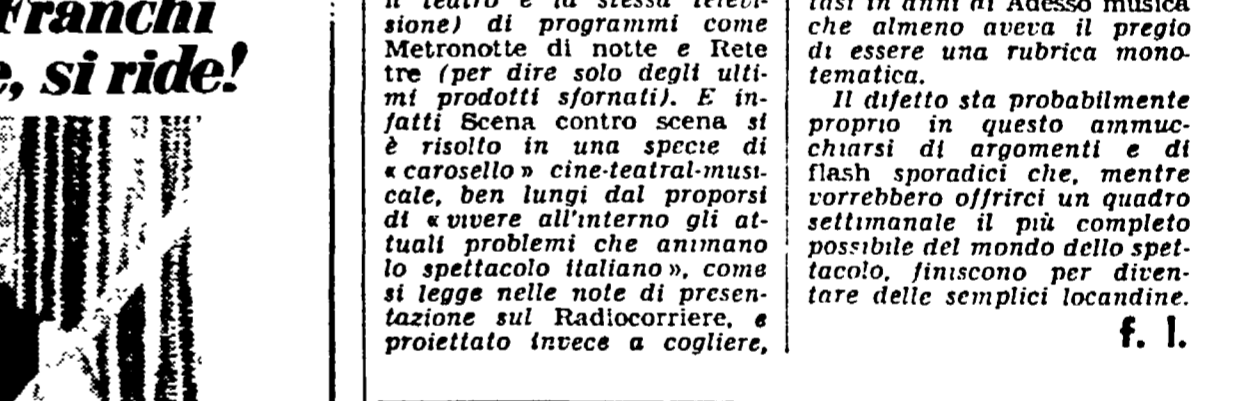 Franchi
e, si ride!
il teatro e la stessa televi-
sione) di programmi come
Metronotte di notte e Rete
tre (per dire solo degli ulti-
mi prodotti sfornati). E in-
fatti Scena contro scena si
è risolto in una specie di
« carosello » cine-teatral-musi-
cale, ben lungi dal proporsi
di « vivere all'interno gli at-
tuali problemi che animano
lo spettacolo italiano », come
si legge nelle note di presen-
tazione sul Radiocorriere, e
proiettato invece a cogliere,
in anni di Adesso musica
che almeno aveva il pregio
di essere una rubrica mono-
tematica.
Il difetto sta probabilmente
proprio in questo ammuc-
chiarsi di argomenti e di
flash sporadici che, mentre
vorrebbero offrirci un quadro
settimanale il più completo
possibile del mondo dello spet-
tacolo, finiscono per diven-
tare delle semplici locandine.
f. l.